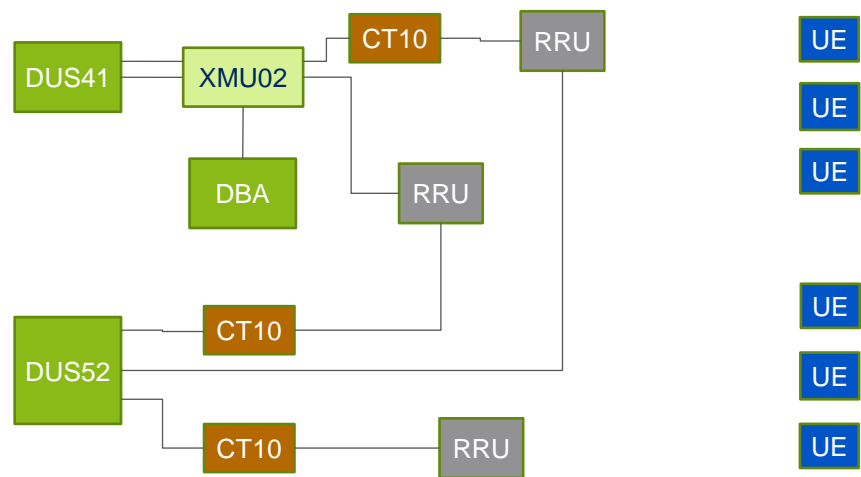 CT10
RRU
UE
DUS41
XMU02
UE
UE
DBA
RRU
UE
CT10
DUS52
UE
CT10
RRU
UE